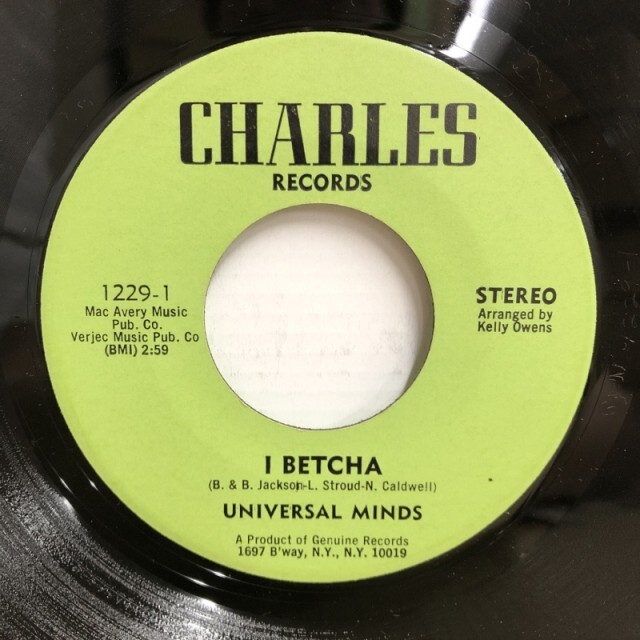 CHARLES
RECORDS
1229-1
Mac Avery Music
Pub. Co.
Verjec Music Pub. Co
(BMI) 2:59
STEREO
Arranged by
Kelly Owens
I BETCHA
(B. & B. Jackson-L. Stroud-N. Caldwell)
UNIVERSAL MINDS
A Product of Genuine Records
1697 B'way, N.Y., N.Y. 10019